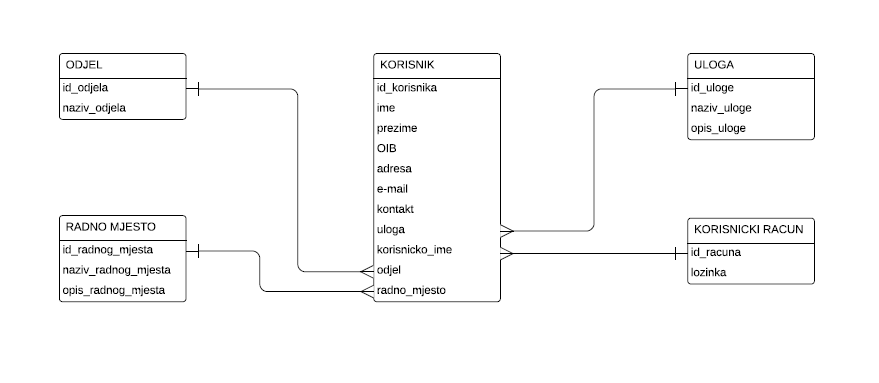 ODJEL
id_odjela
naziv_odjela
RADNO MJESTO
id_radnog_mjesta
naziv_radnog_mjesta
opis_radnog_mjesta
KORISNIK
id_korisnika
ime
prezime
OIB
adresa
e-mail
kontakt
uloga
korisnicko_ime
odjel
radno_mjesto
ULOGA
id_uloge
naziv_uloge
opis_uloge
KORISNICKI RACUN
id_racuna
lozinka